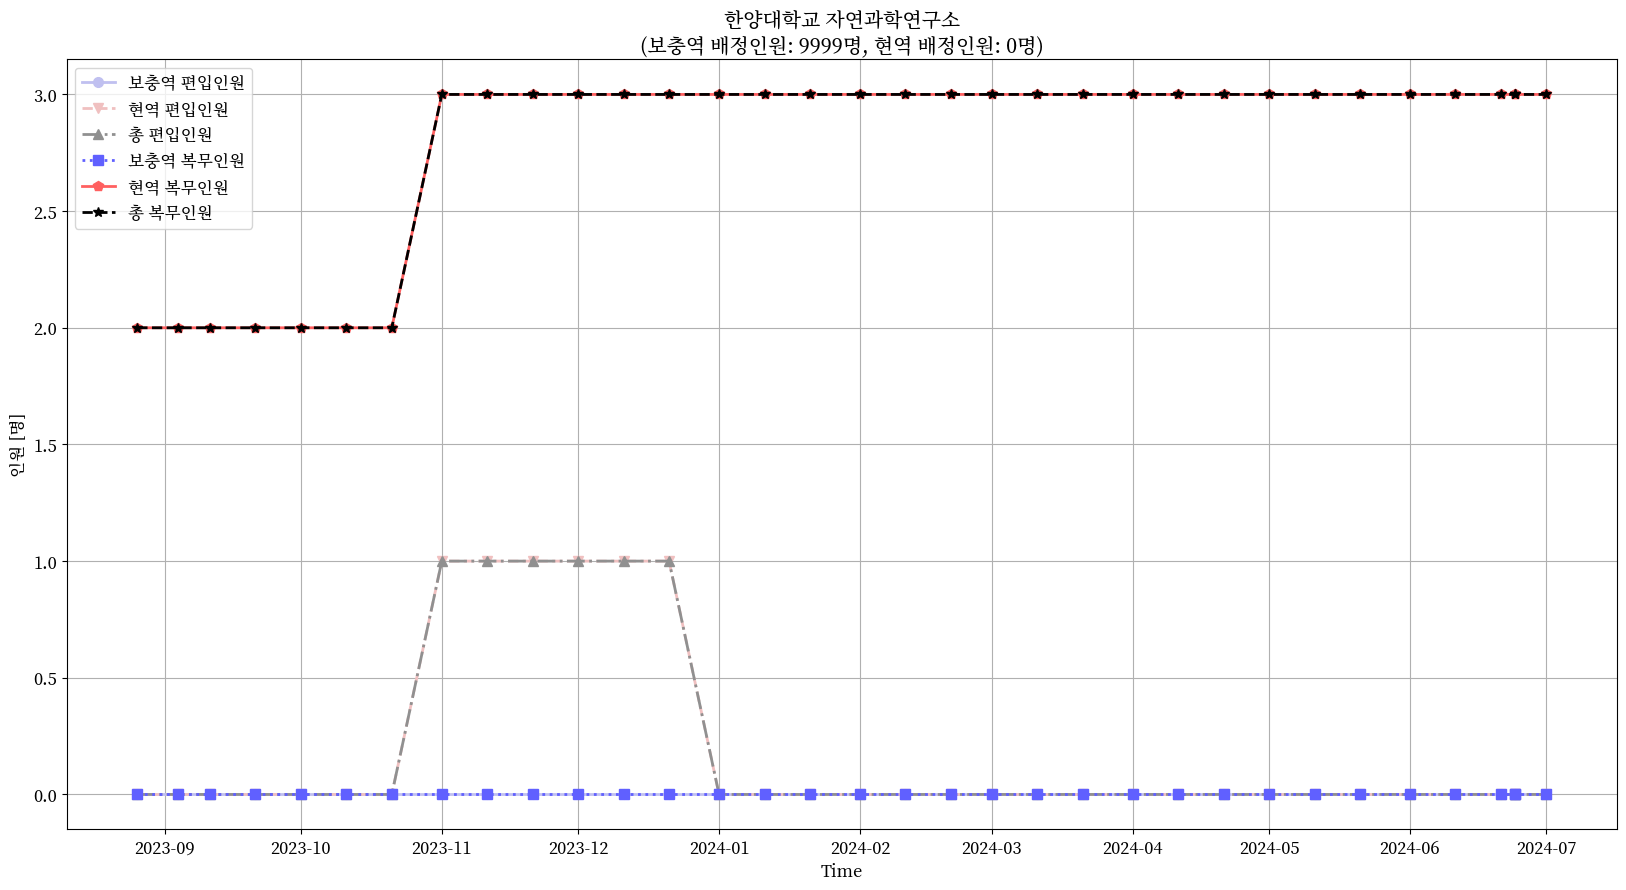 한양대학교 자연과학연구소
(보충역 배정인원: 9999명, 현역 배정인원: 0명)
보충역 편입인원
현역 편입인원
총 편입인원
보충역 복무인원
현역 복무인원
총 복무인원
인원 [명]
3.0
2.5
2.0
1.5
1.0
0.5
0.0
2023-09 2023-10 2023-11 2023-12 2024-01 2024-02 2024-03 2024-04 2024-05 2024-06 2024-07
Time